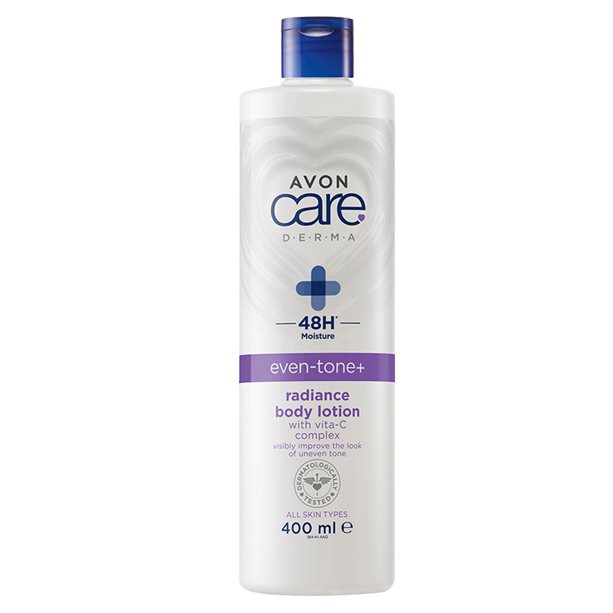 AVON
care
D·E·R·M·A
48H*
Moisture
even-tone+
radiance
body lotion
with vita-C
complex
visibly improve the look
of uneven tone
DERMATOLOGICALLY
TESTED
ALL SKIN TYPES
400 ml ℮